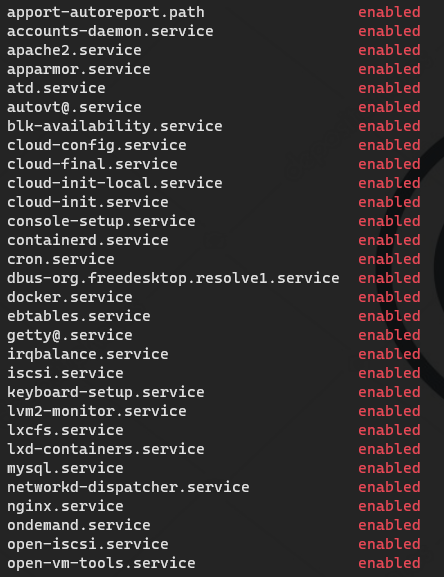 apport-autoreport.path enabled
accounts-daemon.service enabled
apache2.service enabled
apparmor.service enabled
atd.service enabled
autovt@.service enabled
blk-availability.service enabled
cloud-config.service enabled
cloud-final.service enabled
cloud-init-local.service enabled
cloud-init.service enabled
console-setup.service enabled
containerd.service enabled
cron.service enabled
dbus-org.freedesktop.resolve1.service enabled
docker.service enabled
ebtables.service enabled
getty@.service enabled
irqbalance.service enabled
iscsi.service enabled
keyboard-setup.service enabled
lvm2-monitor.service enabled
lxcfs.service enabled
lxd-containers.service enabled
mysql.service enabled
networkd-dispatcher.service enabled
nginx.service enabled
ondemand.service enabled
open-iscsi.service enabled
open-vm-tools.service enabled